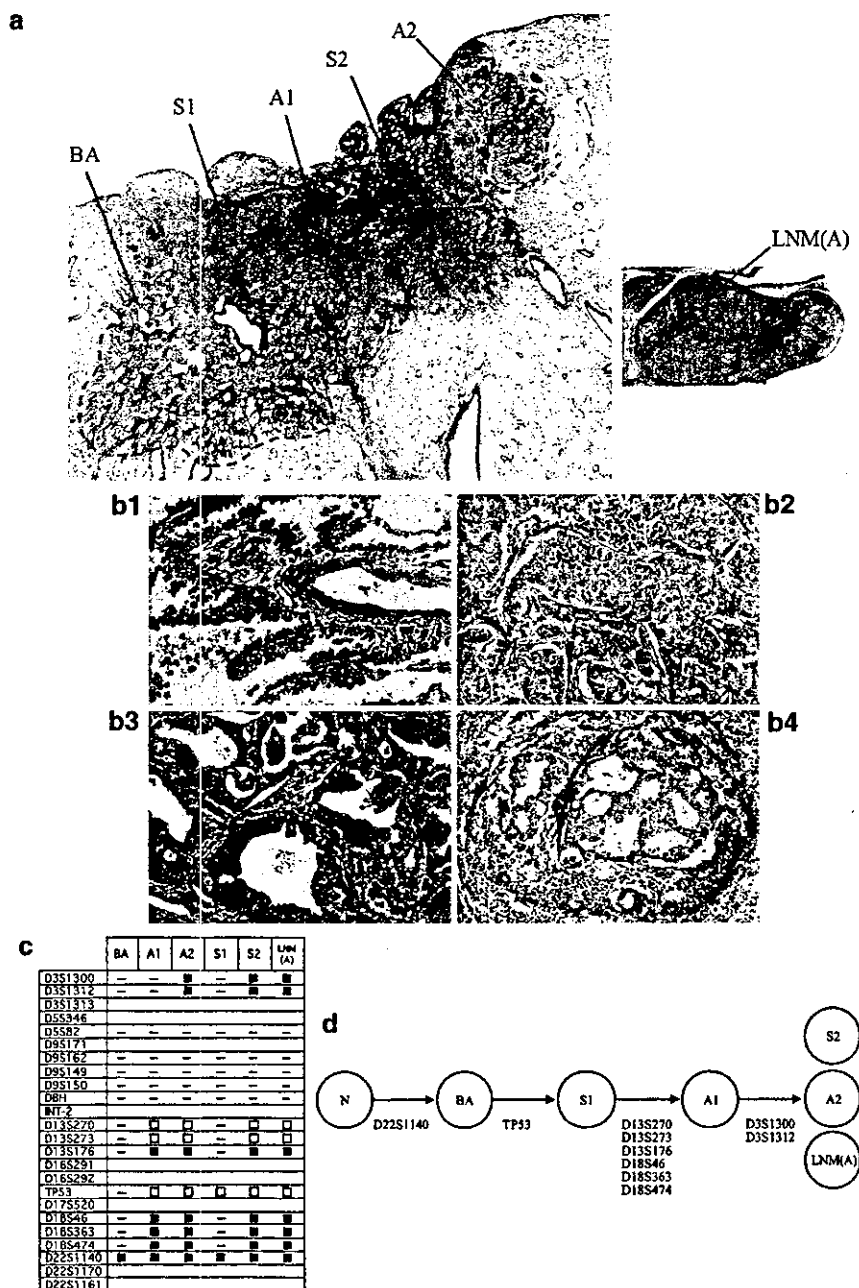 a
A2
S2
A1
S1
BA
LNM(A)
b1
b2
b3
b4
c
BA A1 A2 S1 S2 LNM (A)
D3S1300 – – ■ – ■ ■
D3S1312 – – ■ – ■ ■
D3S1313
D5S346
D5S82 – – – – – –
D9S171
D9S162 – – – – – –
D9S149 – – – – – –
D9S150 – – – – – –
DBH – – – – – –
INT-2
D13S270 – □ □ – □ □
D13S273 – □ □ – □ □
D13S176 – ■ ■ – ■ ■
D16S291
D16S292
TP53 – □ □ □ □ □
D17S520
D18S46 – ■ ■ – ■ ■
D18S363 – ■ ■ – ■ ■
D18S474 – ■ ■ – ■ ■
D22S1140 ■ ■ ■ ■ ■ ■
D22S1170
D22S1161
d
S2
N BA S1 A1 A2
D22S1140 TP53 D13S270 D3S1300
D13S273 D3S1312
D13S176
D18S46
D18S363
D18S474
LNM(A)